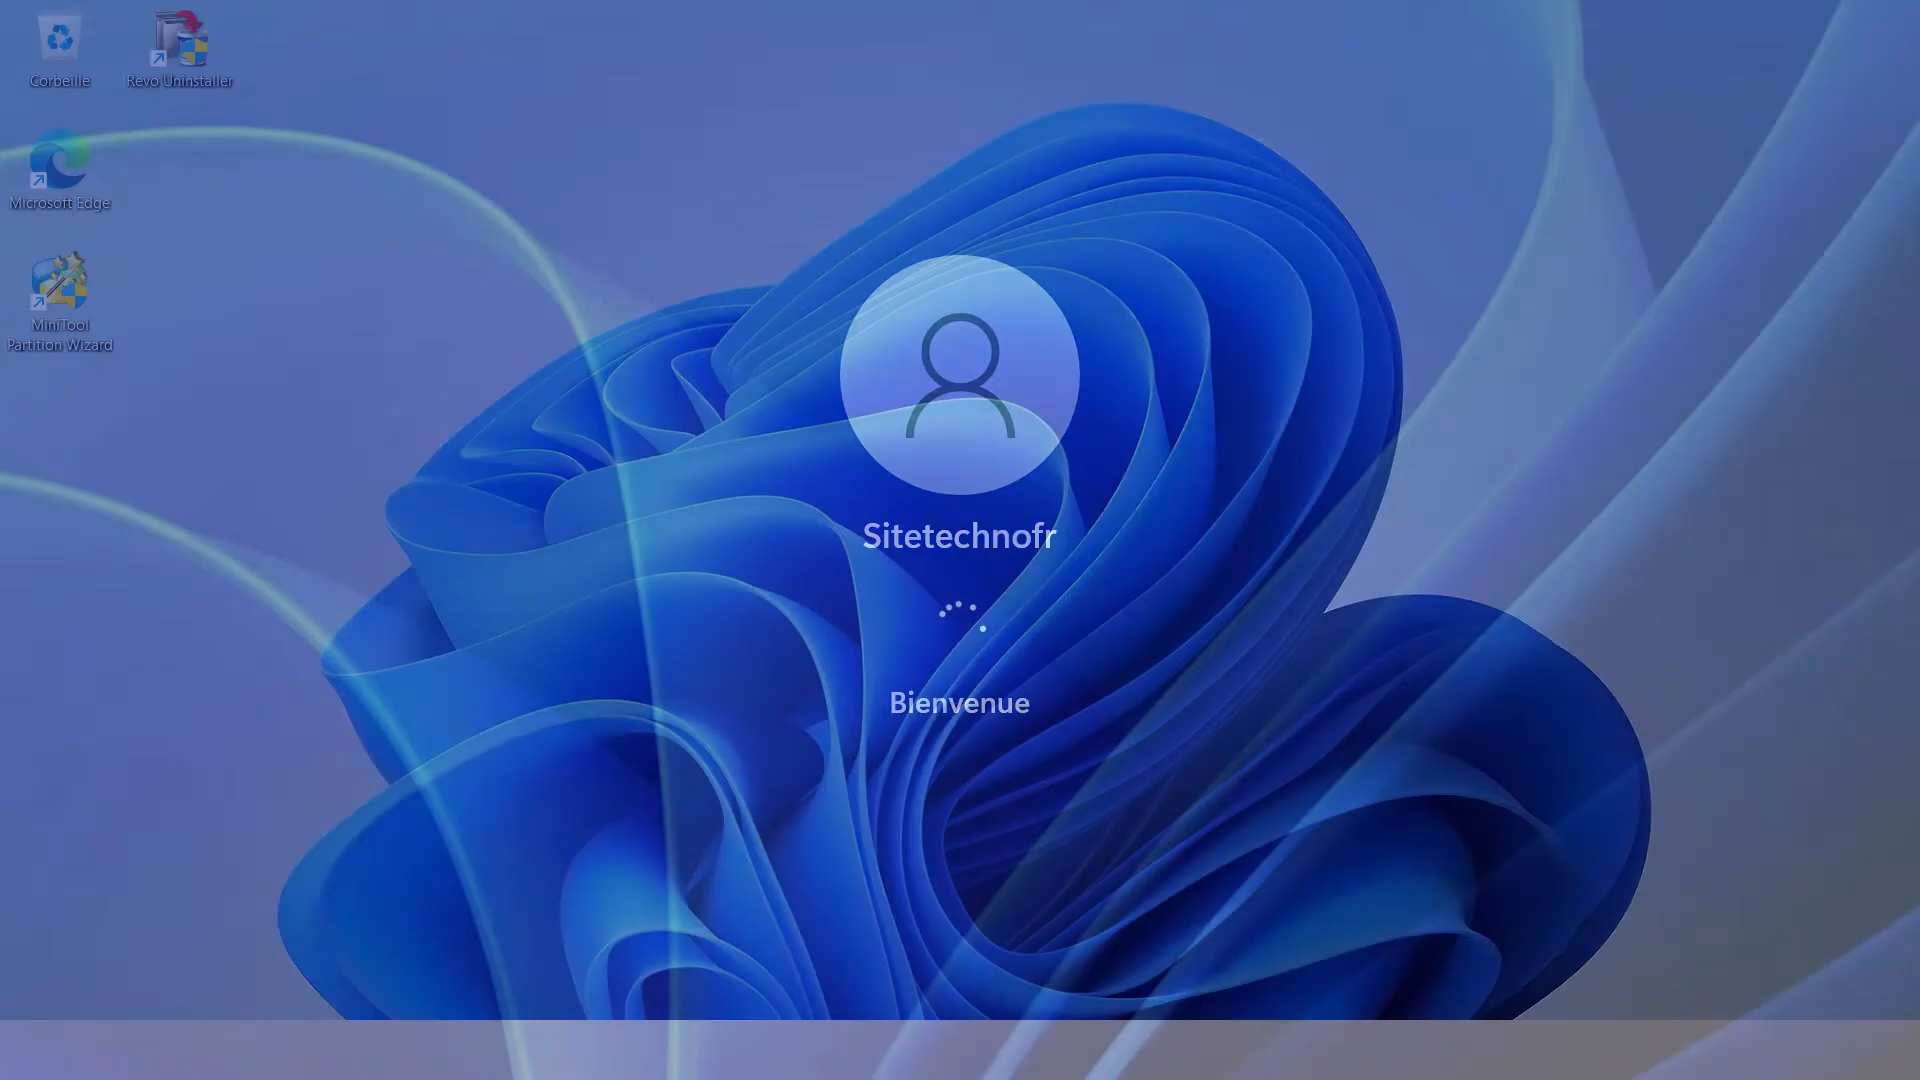 Corbeille
Revo Uninstaller
Microsoft Edge
MiniTool
Partition Wizard
Sitetechnofr
Bienvenue